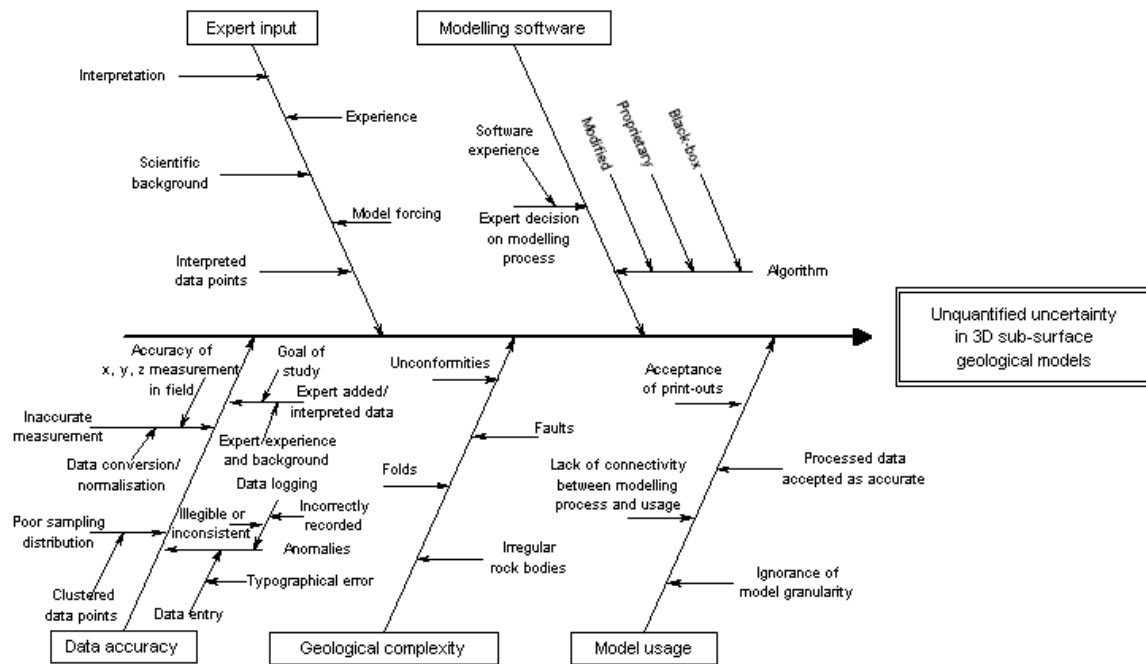 Expert input
Modelling software
Interpretation
Experience
Scientific
background
Model forcing
Interpreted
data points
Software
experience
Expert decision
on modelling
process
Modified
Proprietary
Black-box
Algorithm
Unquantified uncertainty
in 3D sub-surface
geological models
Accuracy of
x, y, z measurement
in field
Goal of
study
Expert added/
interpreted data
Inaccurate
measurement
Data conversion/
normalisation
Expert experience
and background
Data logging
Illegible or
inconsistent
Incorrectly
recorded
Poor sampling
distribution
Anomalies
Typographical error
Clustered
data points
Data entry
Data accuracy
Unconformities
Faults
Folds
Irregular
rock bodies
Geological complexity
Acceptance
of print-outs
Processed data
accepted as accurate
Lack of connectivity
between modelling
process and usage
Ignorance of
model granularity
Model usage